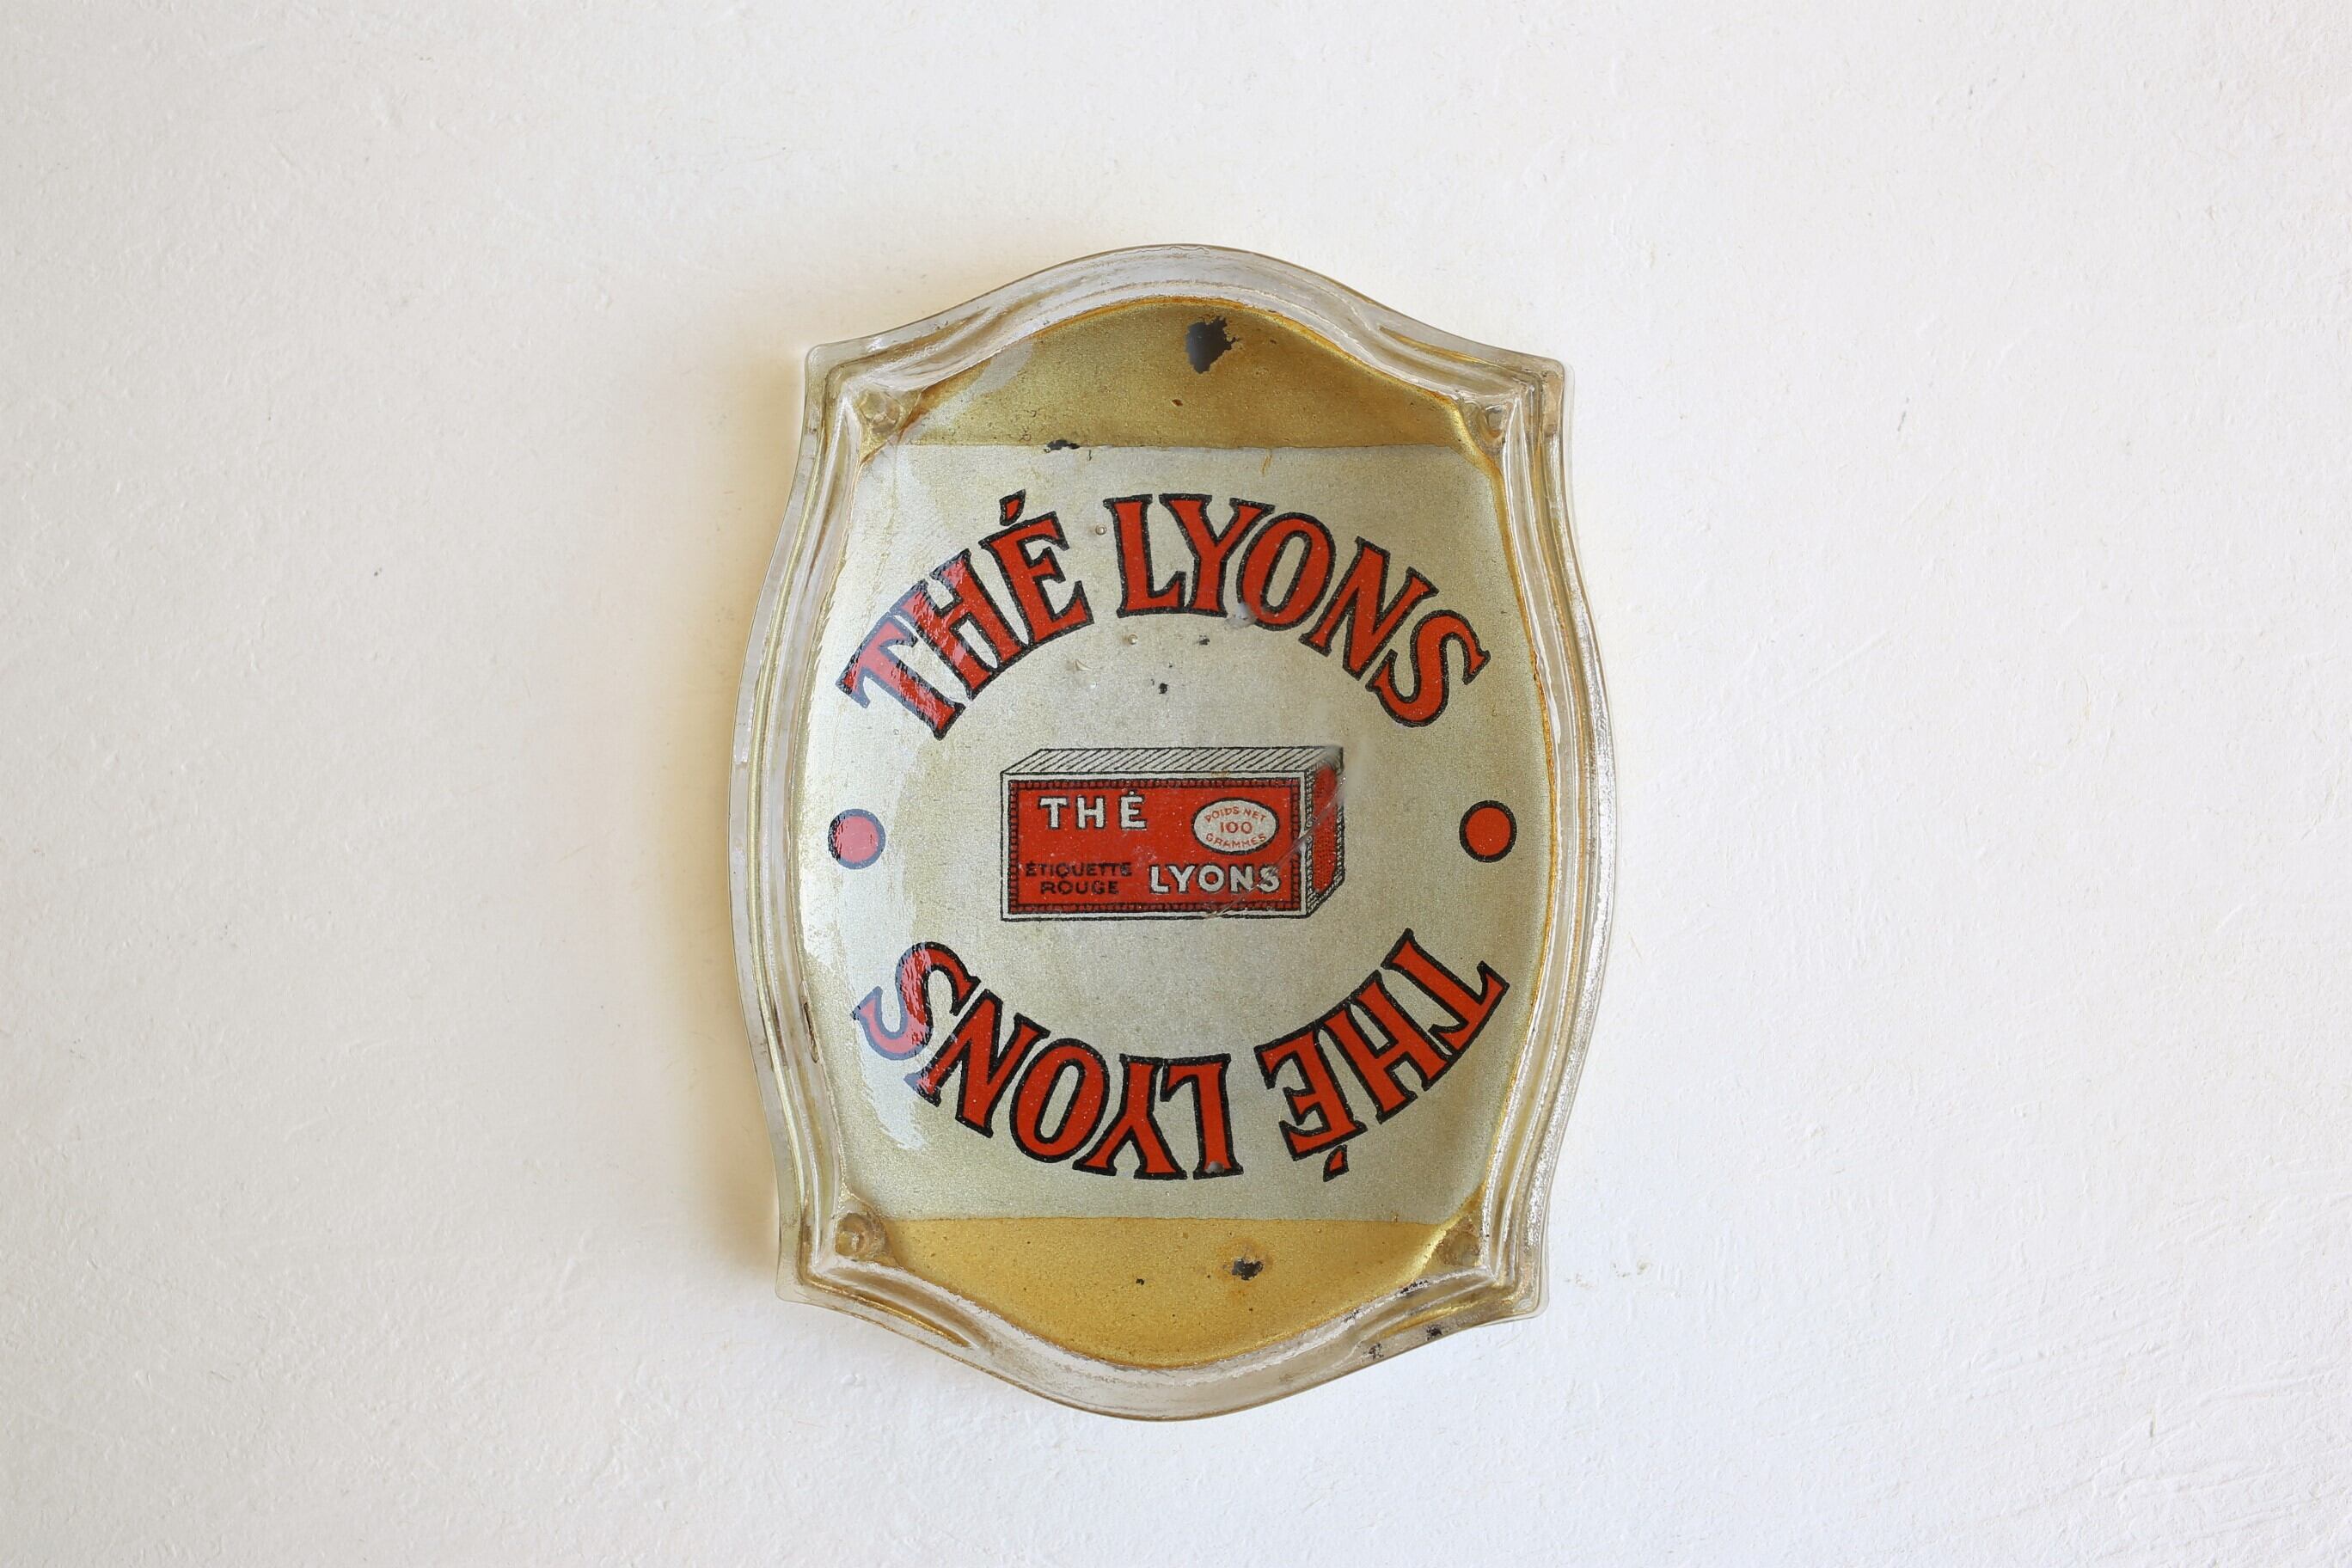 THÉ LYONS
THÉ
POIDS NET
100
GRAMMES
ÉTIQUETTE
ROUGE
LYONS
THÉ LYONS